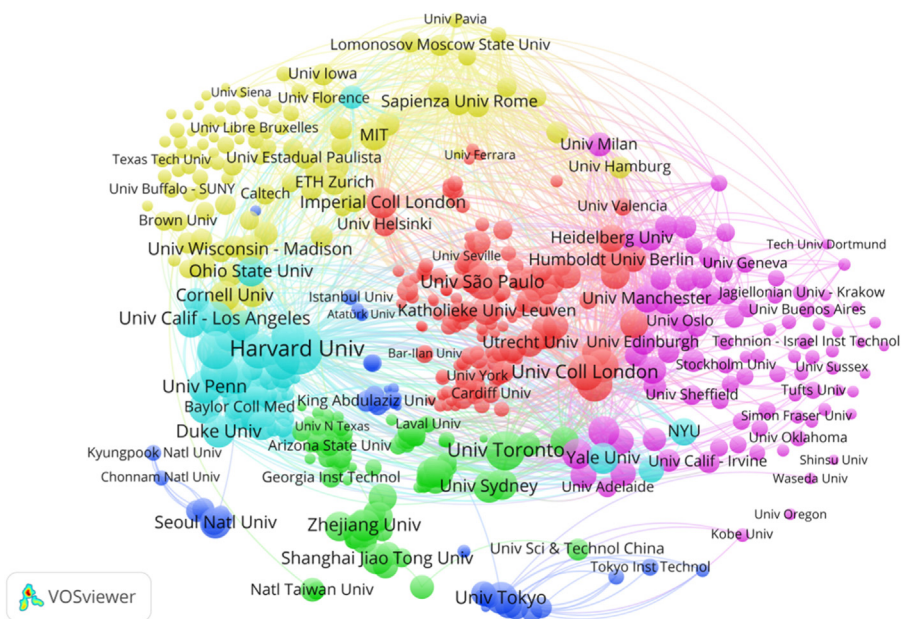 Univ Pavia
Lomonosov Moscow State Univ
Univ Iowa
Univ Siena
Univ Florence
Sapienza Univ Rome
Univ Libre Bruxelles
MIT
Univ Milan
Texas Tech Univ
Univ Estadual Paulista
Univ Ferrara
Univ Hamburg
Univ Buffalo - SUNY
Caltech
ETH Zurich
Imperial Coll London
Univ Valencia
Brown Univ
Univ Helsinki
Heidelberg Univ
Tech Univ Dortmund
Univ Wisconsin - Madison
Univ Seville
Humboldt Univ Berlin
Univ Geneva
Ohio State Univ
Univ São Paulo
Cornell Univ
Istanbul Univ
Univ Manchester
Jagiellonian Univ - Krakow
Univ Calif - Los Angeles
Atatürk Univ
Katholieke Univ Leuven
Univ Oslo
Univ Buenos Aires
Harvard Univ
Bar-Ilan Univ
Utrecht Univ
Univ Edinburgh
Technion - Israel Inst Technol
Univ Penn
Univ York
Univ Coll London
Stockholm Univ
Univ Sussex
Baylor Coll Med
King Abdulaziz Univ
Cardiff Univ
Univ Sheffield
Tufts Univ
Duke Univ
Univ N Texas
Laval Univ
NYU
Simon Fraser Univ
Kyungpook Natl Univ
Arizona State Univ
Univ Toronto
Yale Univ
Univ Calif - Irvine
Univ Oklahoma
Shinsu Univ
Chonnam Natl Univ
Georgia Inst Technol
Univ Sydney
Univ Adelaide
Waseda Univ
Seoul Natl Univ
Zhejiang Univ
Univ Oregon
Kobe Univ
Shanghai Jiao Tong Univ
Univ Sci & Technol China
Tokyo Inst Technol
Natl Taiwan Univ
Univ Tokyo
VOSviewer